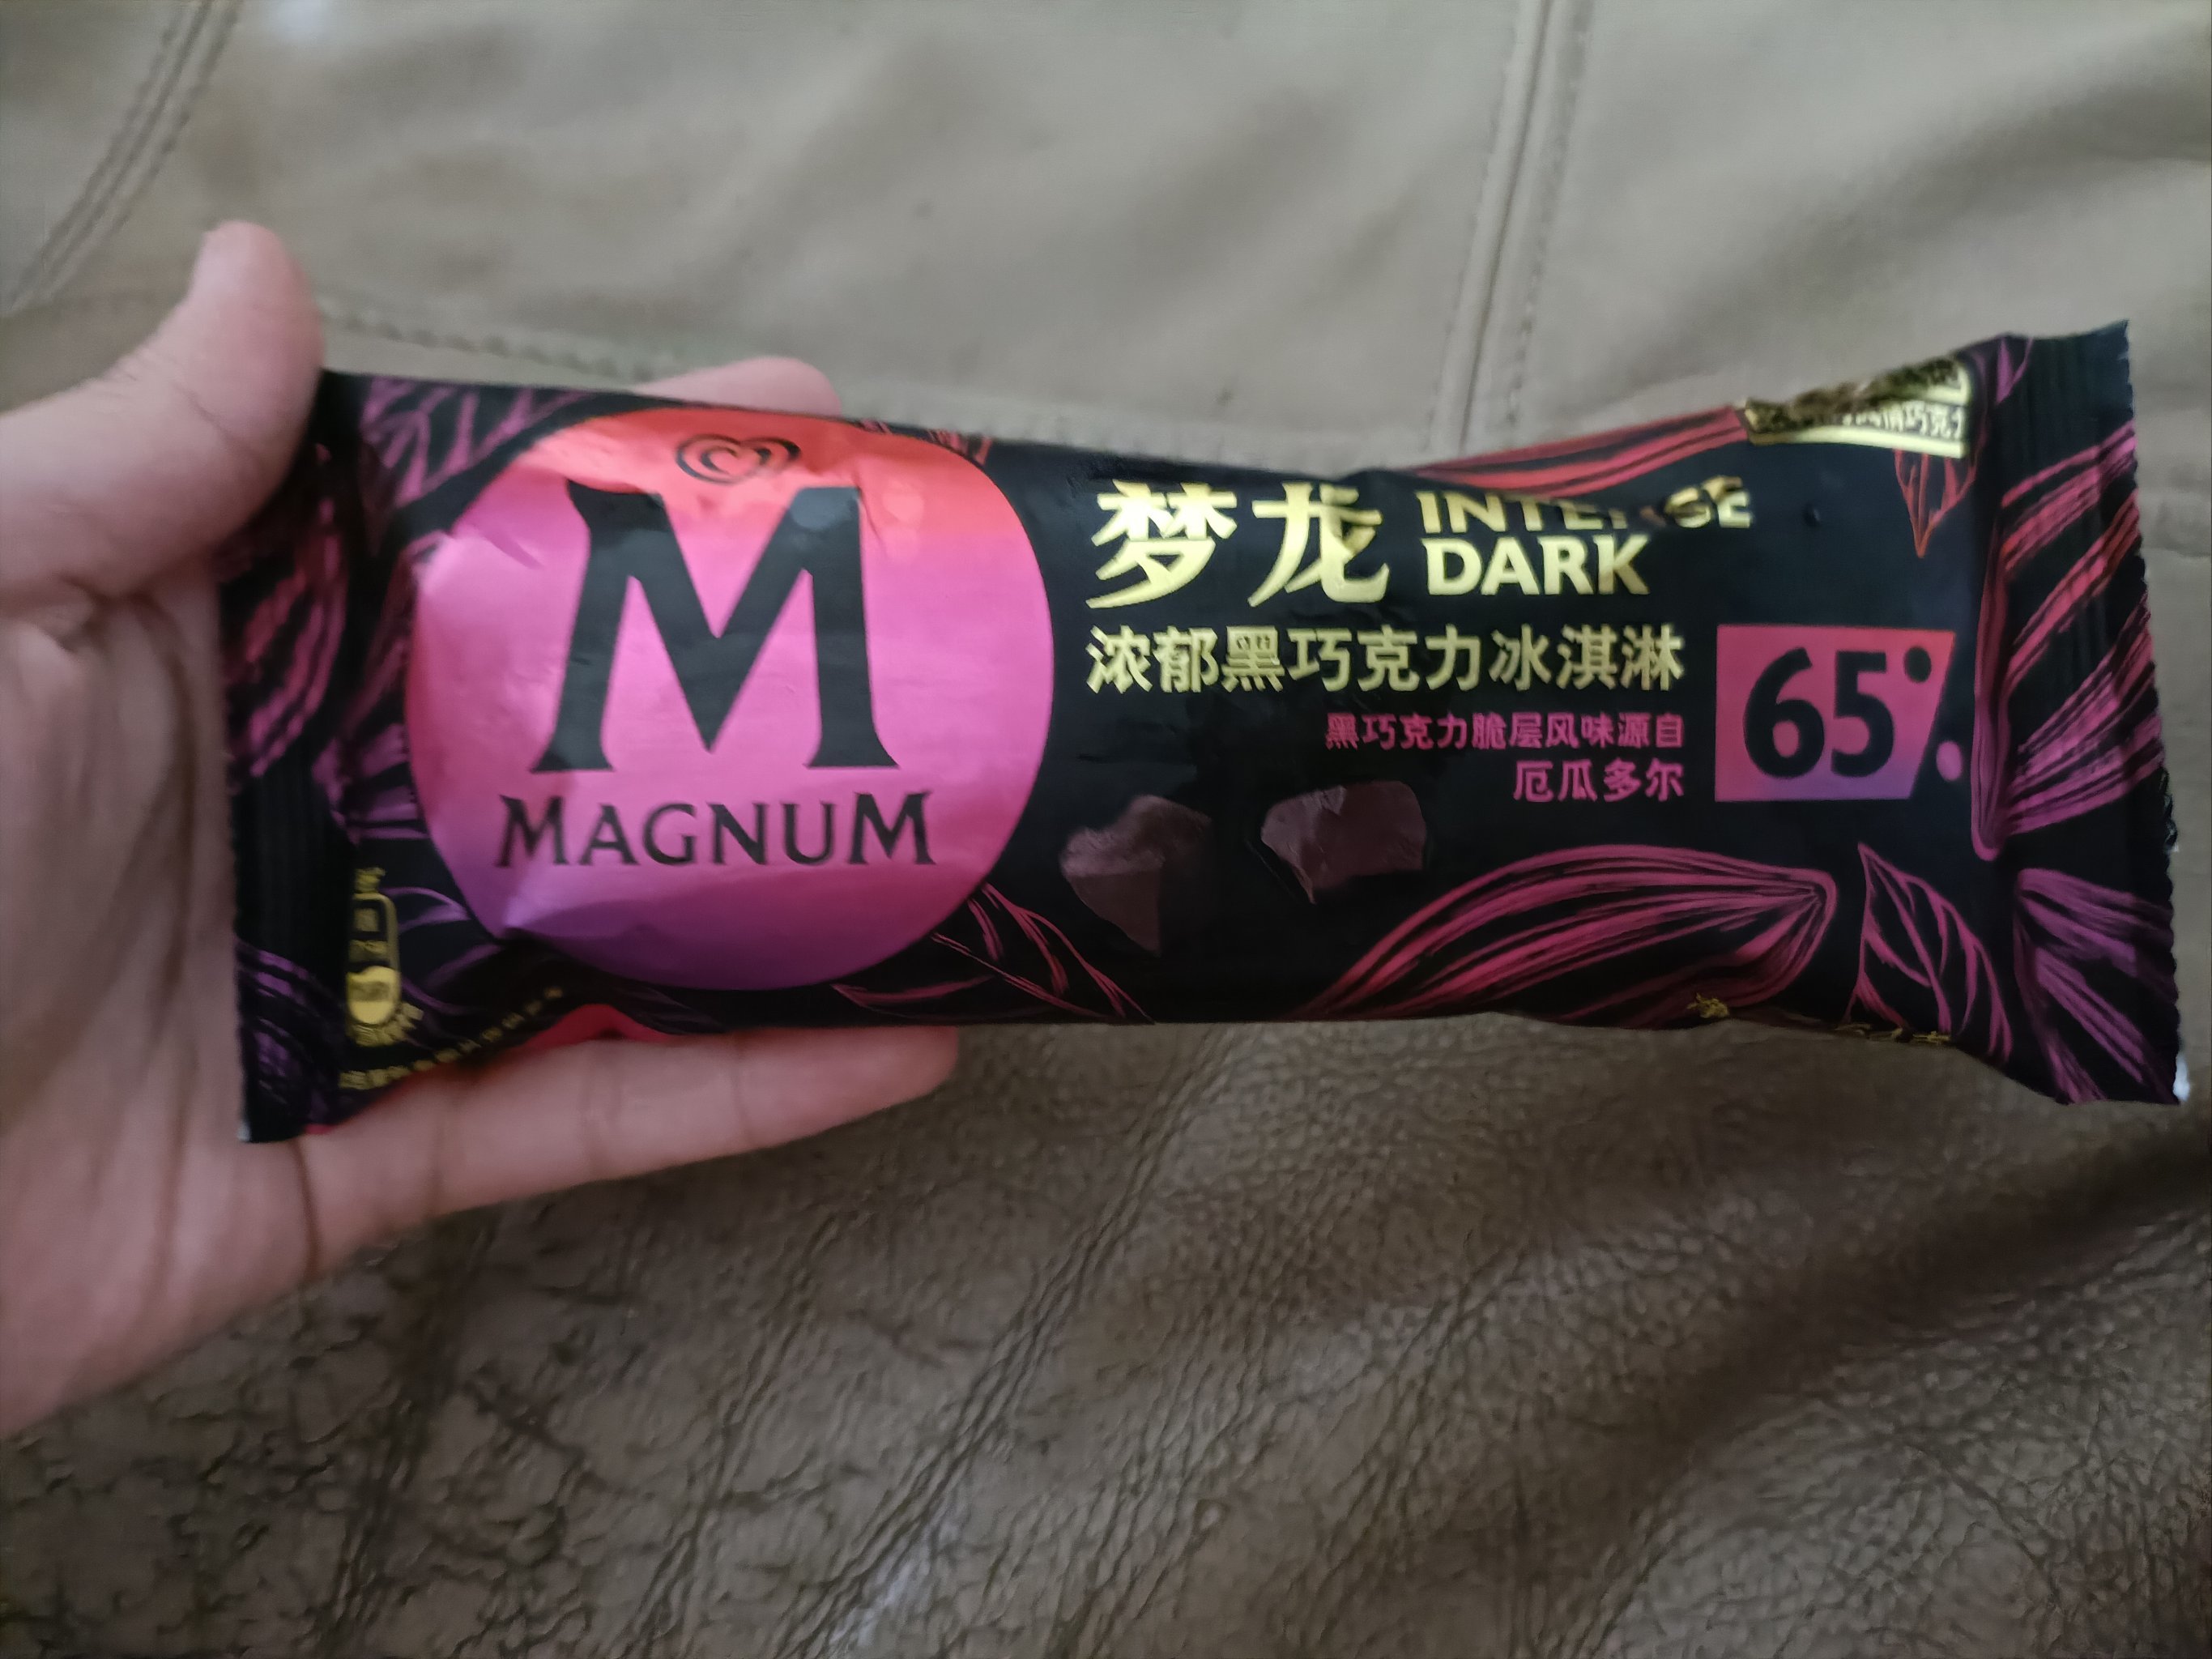 M
MAGNUM
梦龙 INTENSE
DARK
浓郁黑巧克力冰淇淋
黑巧克力脆层风味源自
厄瓜多尔
65